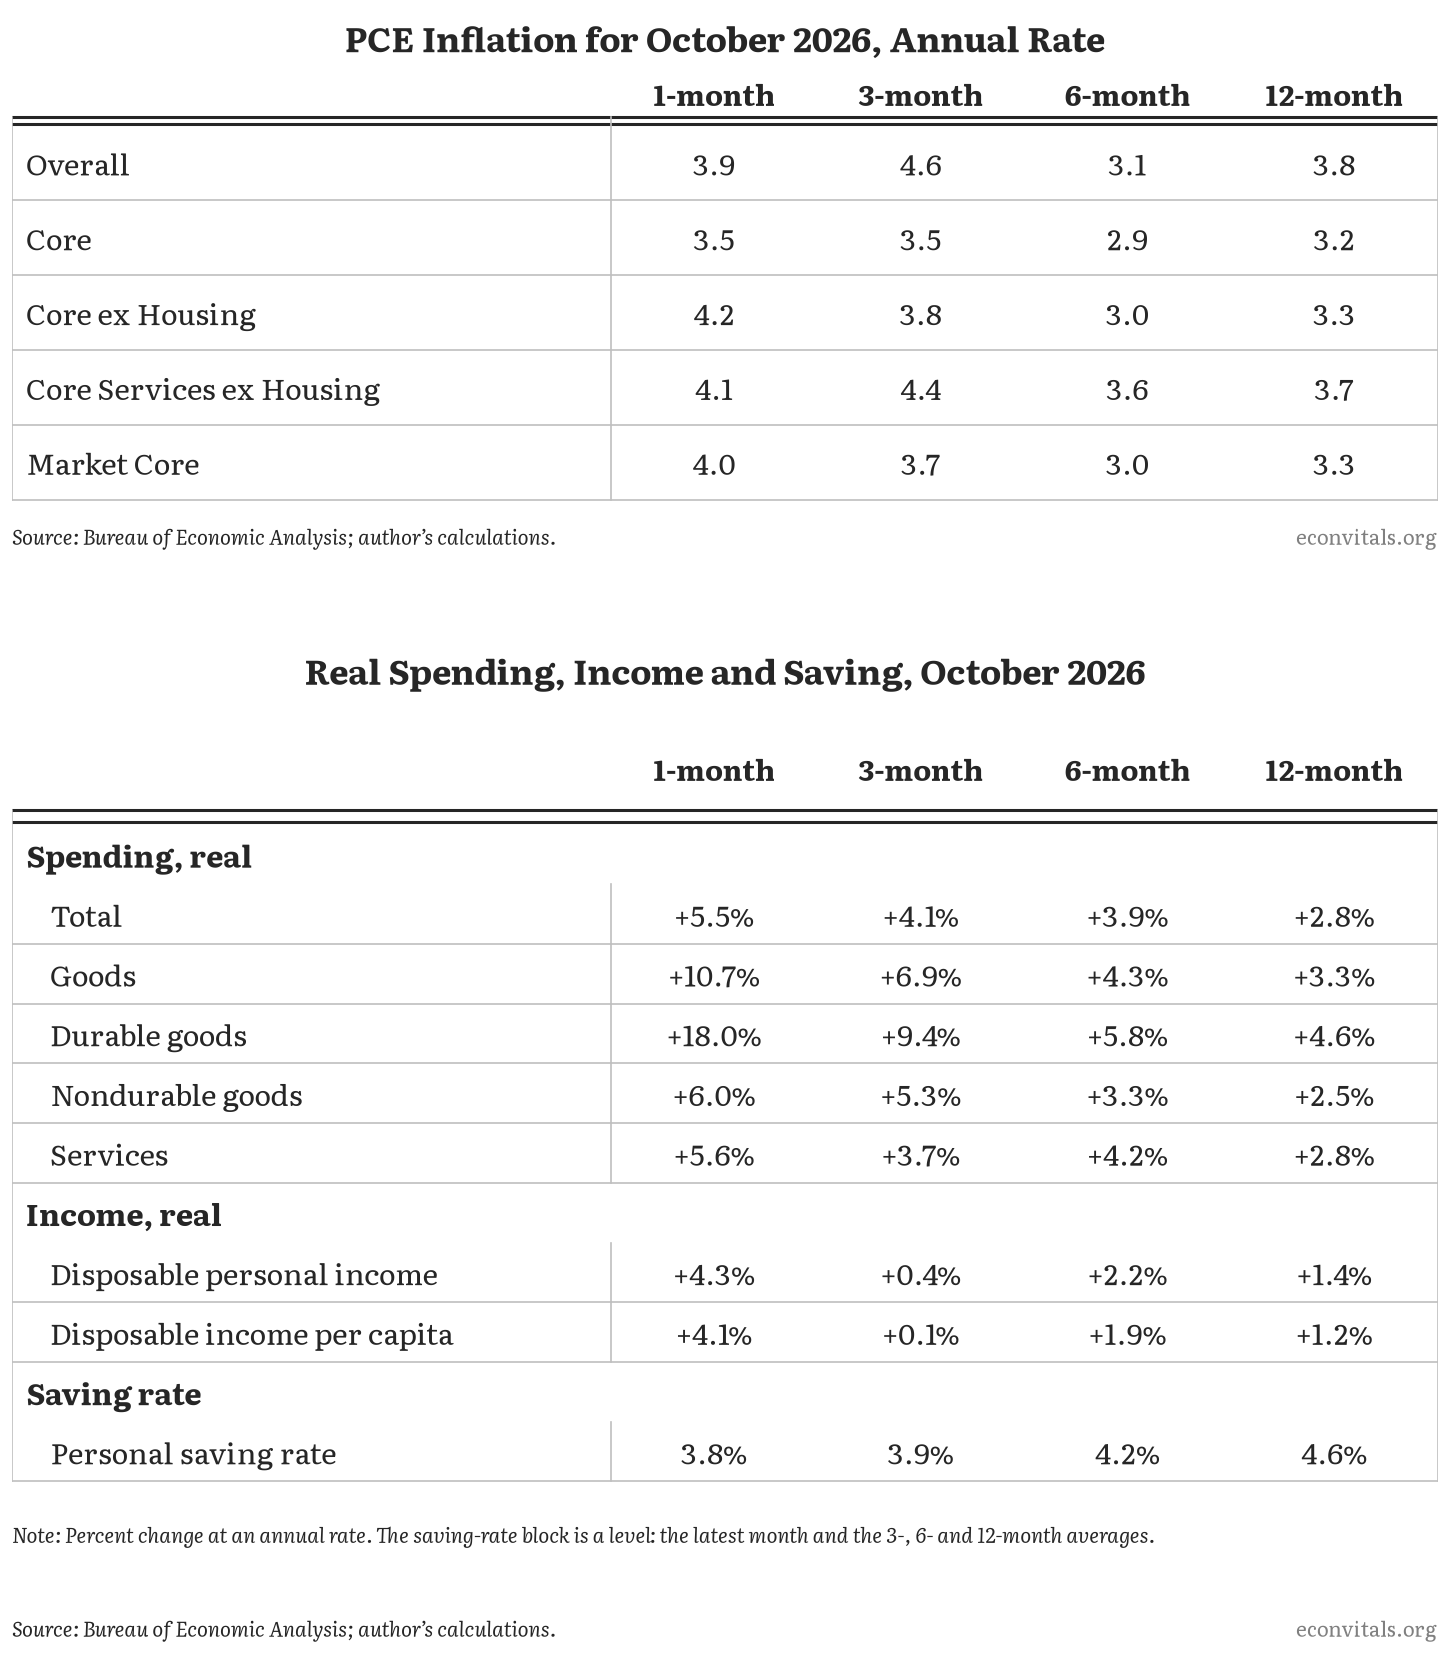 PCE Inflation for October 2026, Annual Rate
1-month 3-month 6-month 12-month
Overall 3.9 4.6 3.1 3.8
Core 3.5 3.5 2.9 3.2
Core ex Housing 4.2 3.8 3.0 3.3
Core Services ex Housing 4.1 4.4 3.6 3.7
Market Core 4.0 3.7 3.0 3.3
Source: Bureau of Economic Analysis; author’s calculations. econvitals.org
Real Spending, Income and Saving, October 2026
1-month 3-month 6-month 12-month
Spending, real
Total +5.5% +4.1% +3.9% +2.8%
Goods +10.7% +6.9% +4.3% +3.3%
Durable goods +18.0% +9.4% +5.8% +4.6%
Nondurable goods +6.0% +5.3% +3.3% +2.5%
Services +5.6% +3.7% +4.2% +2.8%
Income, real
Disposable personal income +4.3% +0.4% +2.2% +1.4%
Disposable income per capita +4.1% +0.1% +1.9% +1.2%
Saving rate
Personal saving rate 3.8% 3.9% 4.2% 4.6%
Note: Percent change at an annual rate. The saving-rate block is a level: the latest month and the 3-, 6- and 12-month averages.
Source: Bureau of Economic Analysis; author’s calculations. econvitals.org